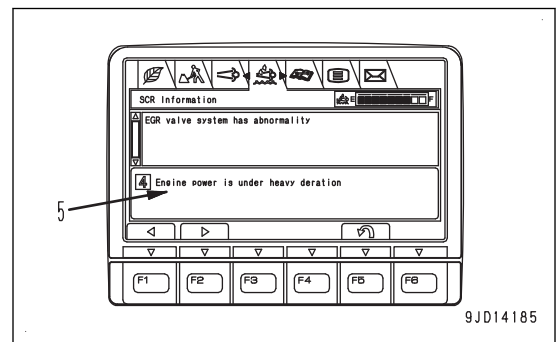 SCR Information
E F
EGR valve system has abnormality
4 Engine power is under heavy deration
5
F1 F2 F3 F4 F5 F6
9JD14185